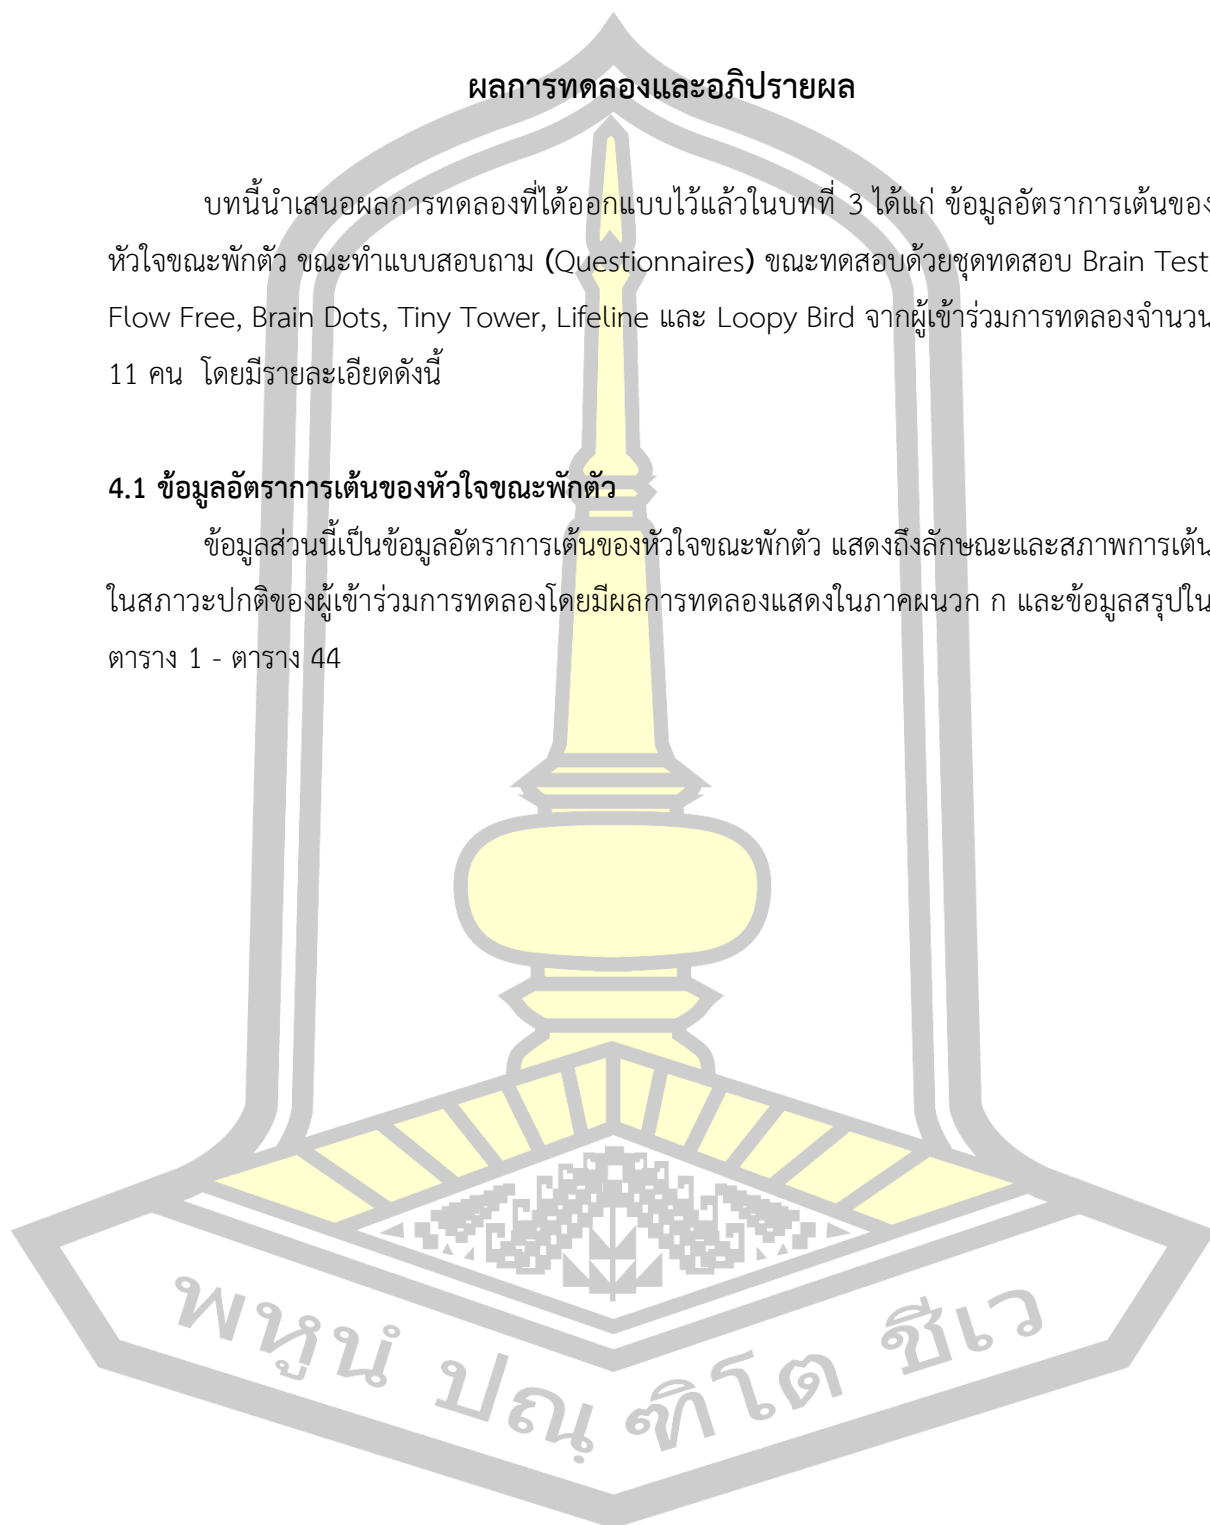 ผลการทดลองและอภิปรายผล
บทนี้นำเสนอผลการทดลองที่ได้ออกแบบไว้แล้วในบทที่ 3 ได้แก่ ข้อมูลอัตราการเต้นของ
หัวใจขณะพักตัว ขณะทำแบบสอบถาม (Questionnaires) ขณะทดสอบด้วยชุดทดสอบ Brain Test
Flow Free, Brain Dots, Tiny Tower, Lifeline และ Loopy Bird จากผู้เข้าร่วมการทดลองจำนวน
11 คน โดยมีรายละเอียดดังนี้
4.1 ข้อมูลอัตราการเต้นของหัวใจขณะพักตัว
ข้อมูลส่วนนี้เป็นข้อมูลอัตราการเต้นของหัวใจขณะพักตัว แสดงถึงลักษณะและสภาพการเต้น
ในสภาวะปกติของผู้เข้าร่วมการทดลองโดยมีผลการทดลองแสดงในภาคผนวก ก และข้อมูลสรุปใน
ตาราง 1 - ตาราง 44
พหูนํ ปณฺฑิโต ชีเว